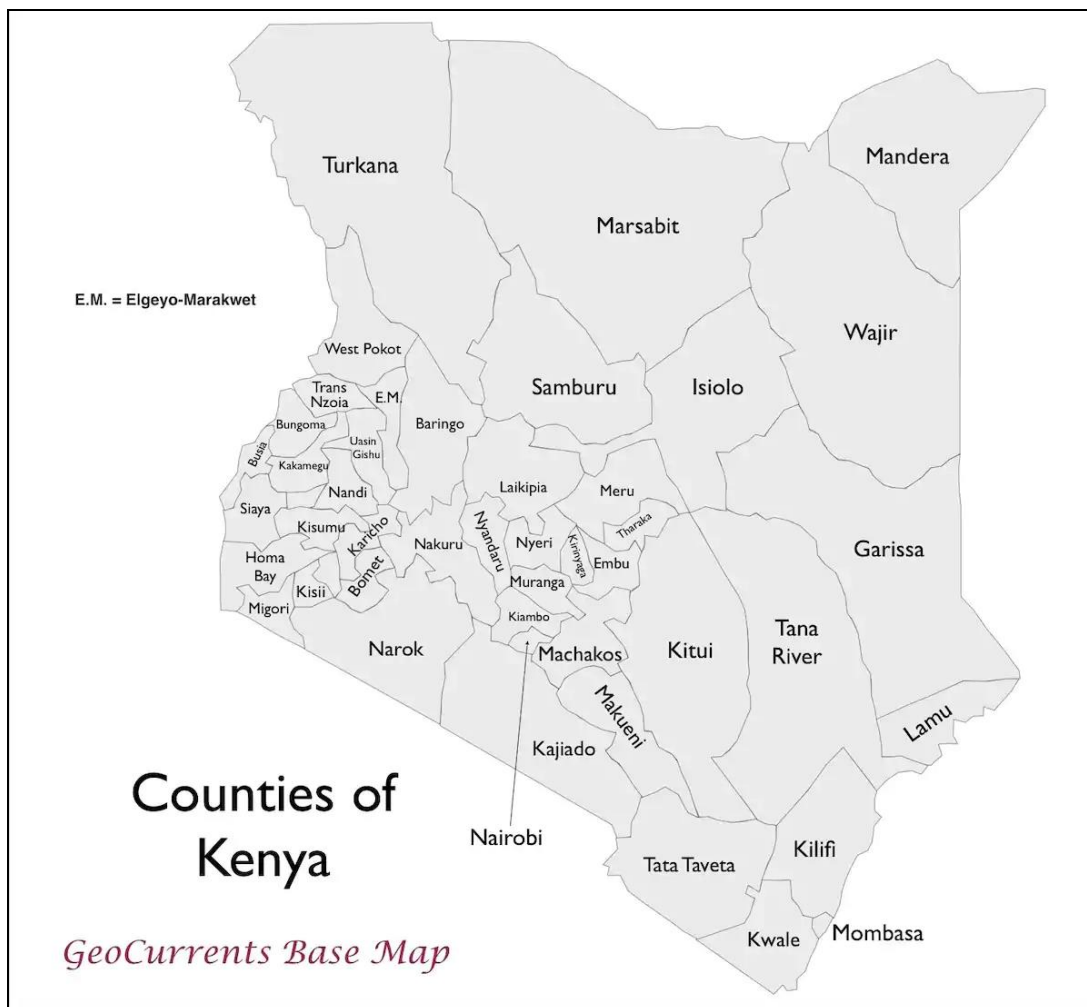 Turkana
Mandera
Marsabit
E.M. = Elgeyo-Marakwet
Wajir
West Pokot
Samburu
Isiolo
Trans
Nzoia
E.M.
Baringo
Bungoma
Uasin
Gishu
Busia
Kakamegu
Laikipia
Meru
Nandi
Siaya
Kisumu
Karicho
Nakuru
Nyandaru
Nyeri
Kirinyaga
Tharaka
Embu
Garissa
Homa
Bay
Bomet
Kisii
Muranga
Migori
Kiambo
Narok
Machakos
Kitui
Tana
River
Makueni
Lamu
Kajiado
Counties of
Kenya
Nairobi
Tata Taveta
Kilifi
Kwale
Mombasa
GeoCurrents Base Map